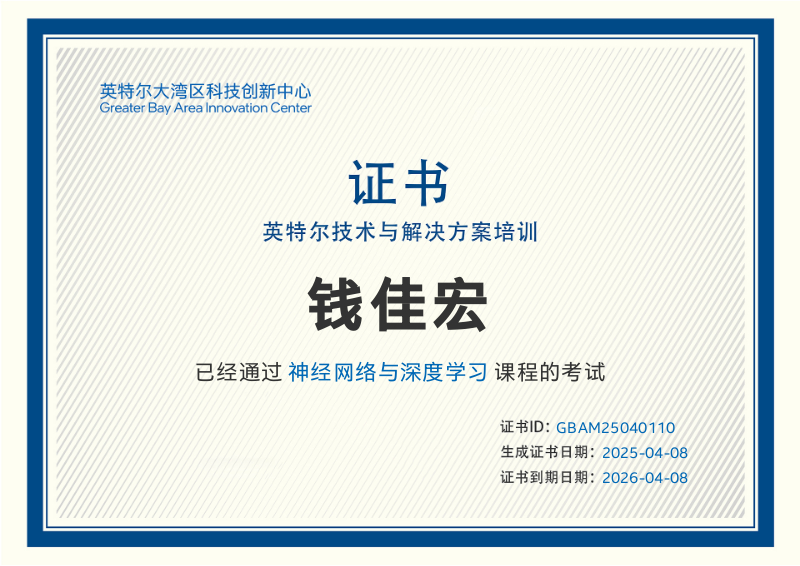 英特尔大湾区科技创新中心
Greater Bay Area Innovation Center
证书
英特尔技术与解决方案培训
钱佳宏
已经通过 神经网络与深度学习 课程的考试
证书ID：GBAM25040110
生成证书日期：2025-04-08
证书到期日期：2026-04-08